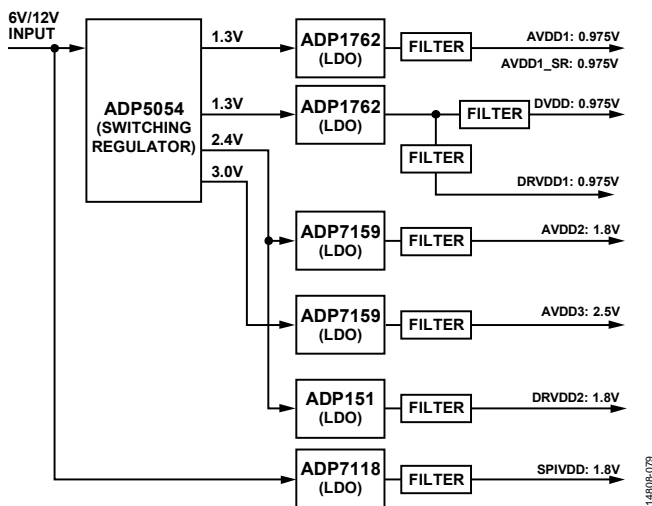 6V/12V
INPUT
1.3V
ADP1762
(LDO)
FILTER
AVDD1: 0.975V
AVDD1_SR: 0.975V
ADP5054
(SWITCHING
REGULATOR)
1.3V
ADP1762
(LDO)
FILTER
DVDD: 0.975V
2.4V
FILTER
3.0V
DRVDD1: 0.975V
ADP7159
(LDO)
FILTER
AVDD2: 1.8V
ADP7159
(LDO)
FILTER
AVDD3: 2.5V
ADP151
(LDO)
FILTER
DRVDD2: 1.8V
ADP7118
(LDO)
FILTER
SPIVDD: 1.8V
14808-079